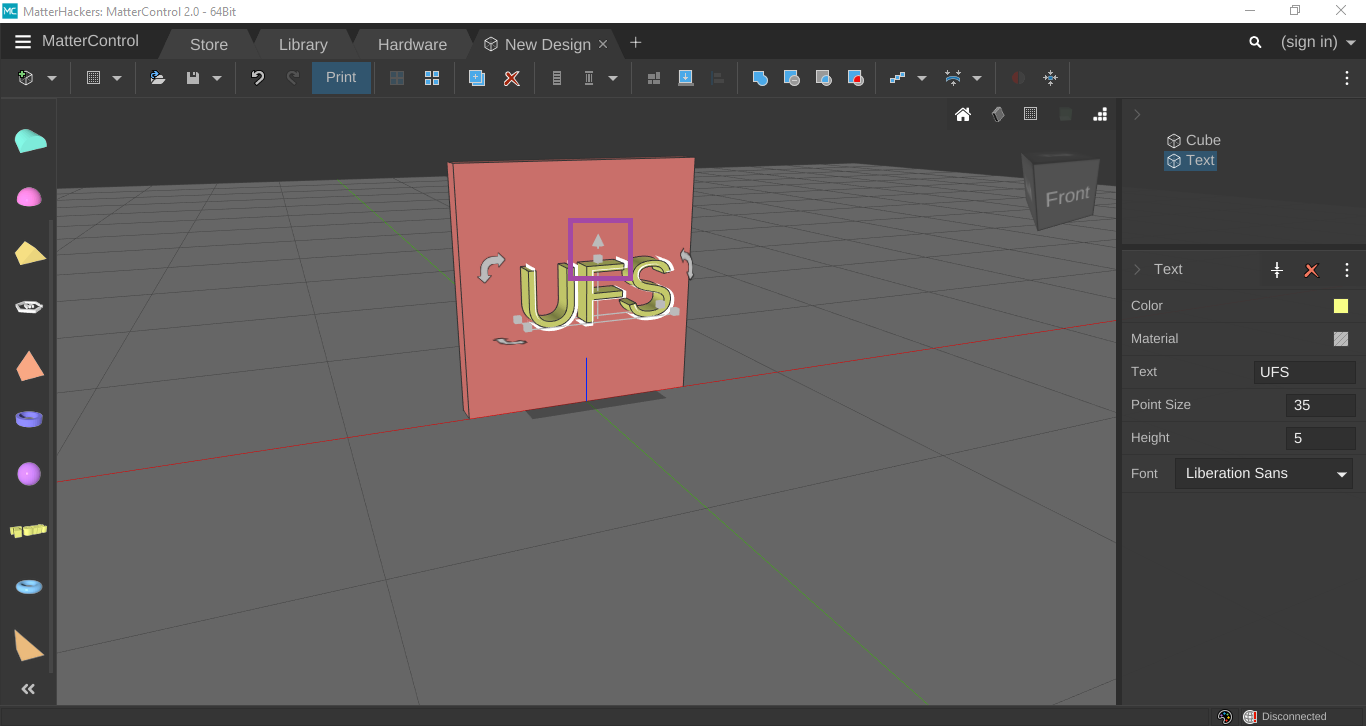 MC MatterHackers: MatterControl 2.0 - 64Bit
MatterControl Store Library Hardware New Design (sign in)
Print
Cube
Text
Front
UFS
Text
Color
Material
Text UFS
Point Size 35
Height 5
Font Liberation Sans
Disconnected